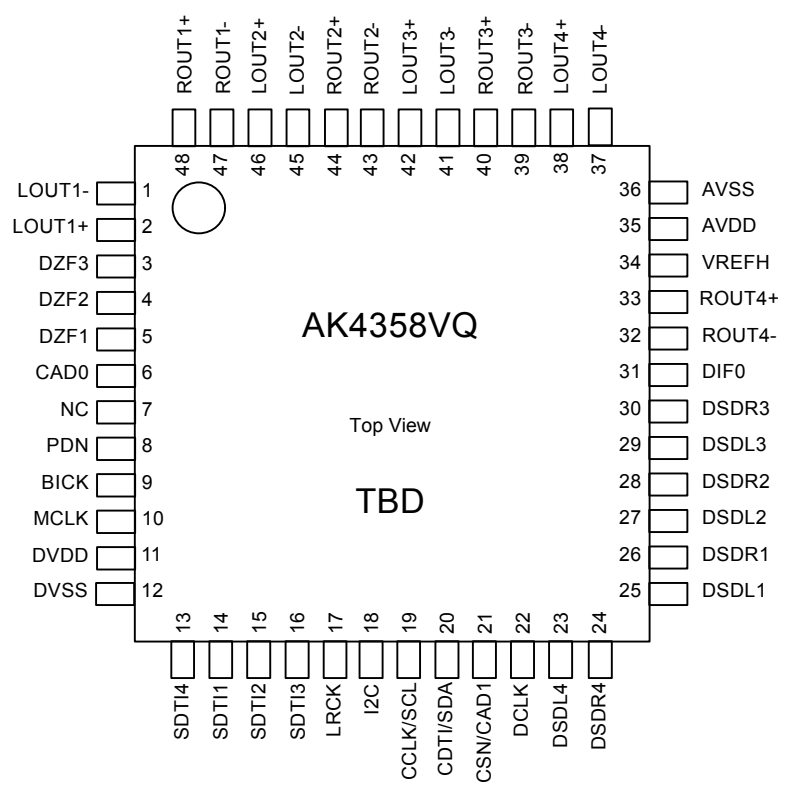 ROUT1+
ROUT1-
LOUT2+
LOUT2-
ROUT2+
ROUT2-
LOUT3+
LOUT3-
ROUT3+
ROUT3-
LOUT4+
LOUT4-
48
47
46
45
44
43
42
41
40
39
38
37
LOUT1- 1
LOUT1+ 2
DZF3 3
DZF2 4
DZF1 5
CAD0 6
NC 7
PDN 8
BICK 9
MCLK 10
DVDD 11
DVSS 12
AK4358VQ
Top View
TBD
36 AVSS
35 AVDD
34 VREFH
33 ROUT4+
32 ROUT4-
31 DIF0
30 DSDR3
29 DSDL3
28 DSDR2
27 DSDL2
26 DSDR1
25 DSDL1
13
14
15
16
17
18
19
20
21
22
23
24
SDTI4
SDTI1
SDTI2
SDTI3
LRCK
I2C
CCLK/SCL
CDTI/SDA
CSN/CAD1
DCLK
DSDL4
DSDR4